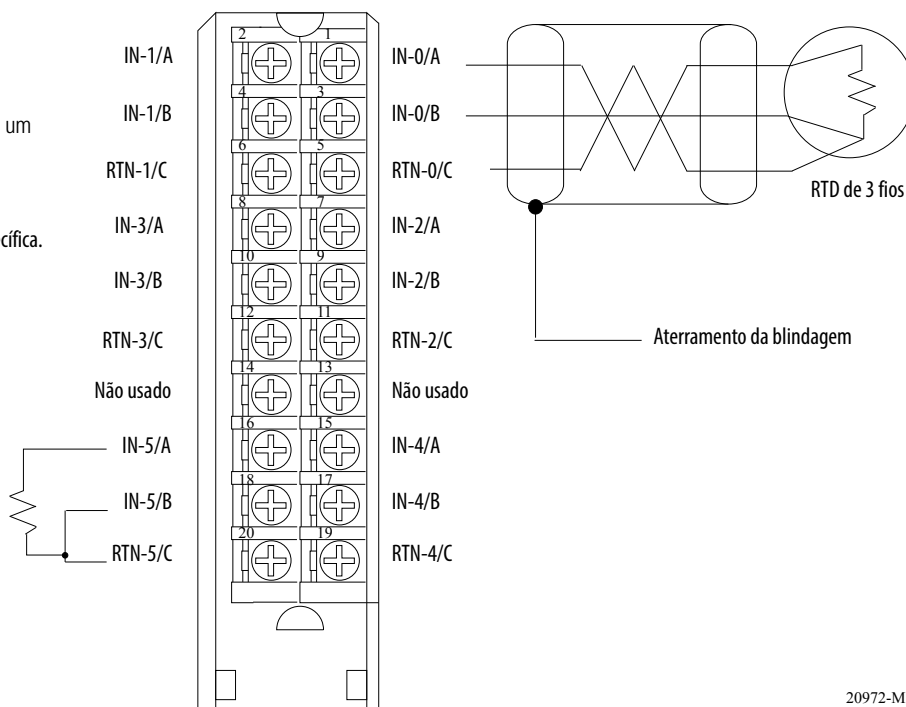 2 1
IN-1/A IN-0/A
4 3
IN-1/B IN-0/B
um
6 5
RTN-1/C RTN-0/C
RTD de 3 fios
8 7
IN-3/A IN-2/A
cífica.
10 9
IN-3/B IN-2/B
12 11
RTN-3/C RTN-2/C
Aterramento da blindagem
14 13
Não usado Não usado
16 15
IN-5/A IN-4/A
18 17
IN-5/B IN-4/B
20 19
RTN-5/C RTN-4/C
20972-M